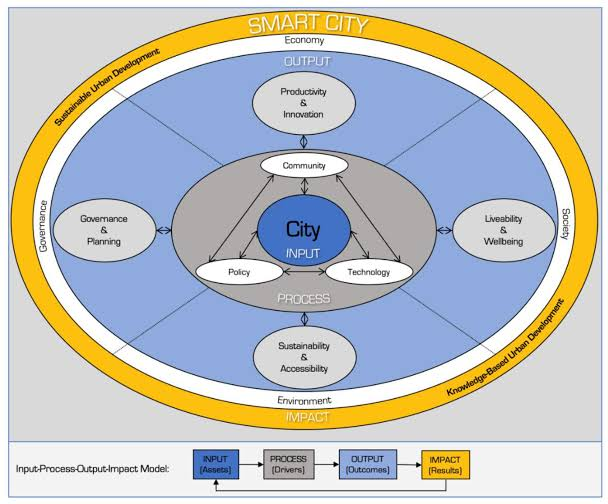 SMART CITY
Economy
Sustainable Urban Development
OUTPUT
Productivity
&
Innovation
Community
Governance
Governance
&
Planning
City
INPUT
Liveability
&
Wellbeing
Society
Policy
Technology
PROCESS
Sustainability
&
Accessibility
Knowledge-Based Urban Development
Environment
IMPACT
Input-Process-Output-Impact Model:
INPUT
(Assets)
PROCESS
(Drivers)
OUTPUT
(Outcomes)
IMPACT
(Results)